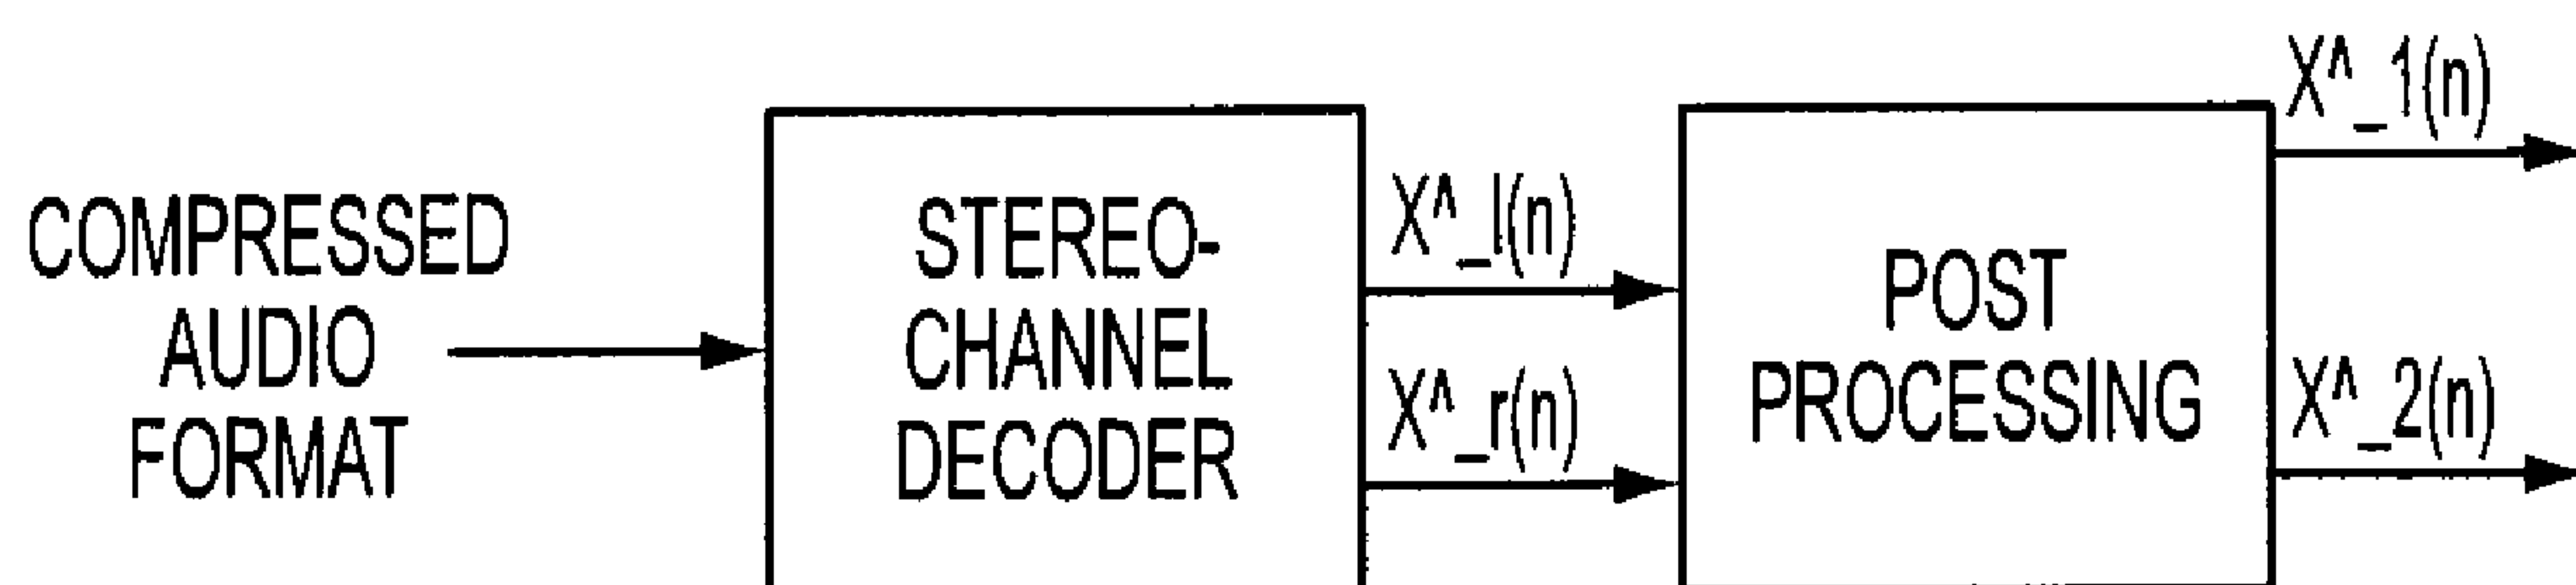 COMPRESSED
AUDIO
FORMAT
STEREO-
CHANNEL
DECODER
X^_l(n)
X^_r(n)
POST
PROCESSING
X^_1(n)
X^_2(n)